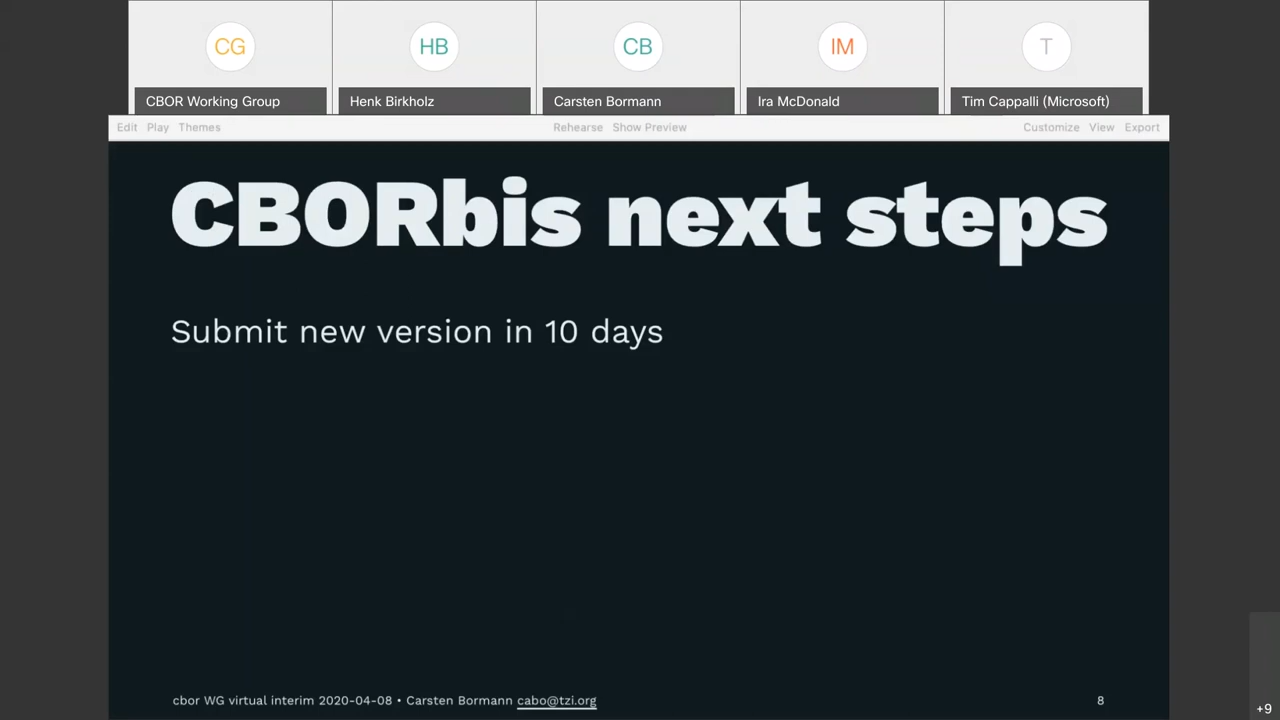 CG HB CB IM T
CBOR Working Group Henk Birkholz Carsten Bormann Ira McDonald Tim Cappalli (Microsoft)
Edit Play Themes Rehearse Show Preview Customize View Export
CBORbis next steps
Submit new version in 10 days
cbor WG virtual interim 2020-04-08 • Carsten Bormann cabo@tzi.org 8
+9